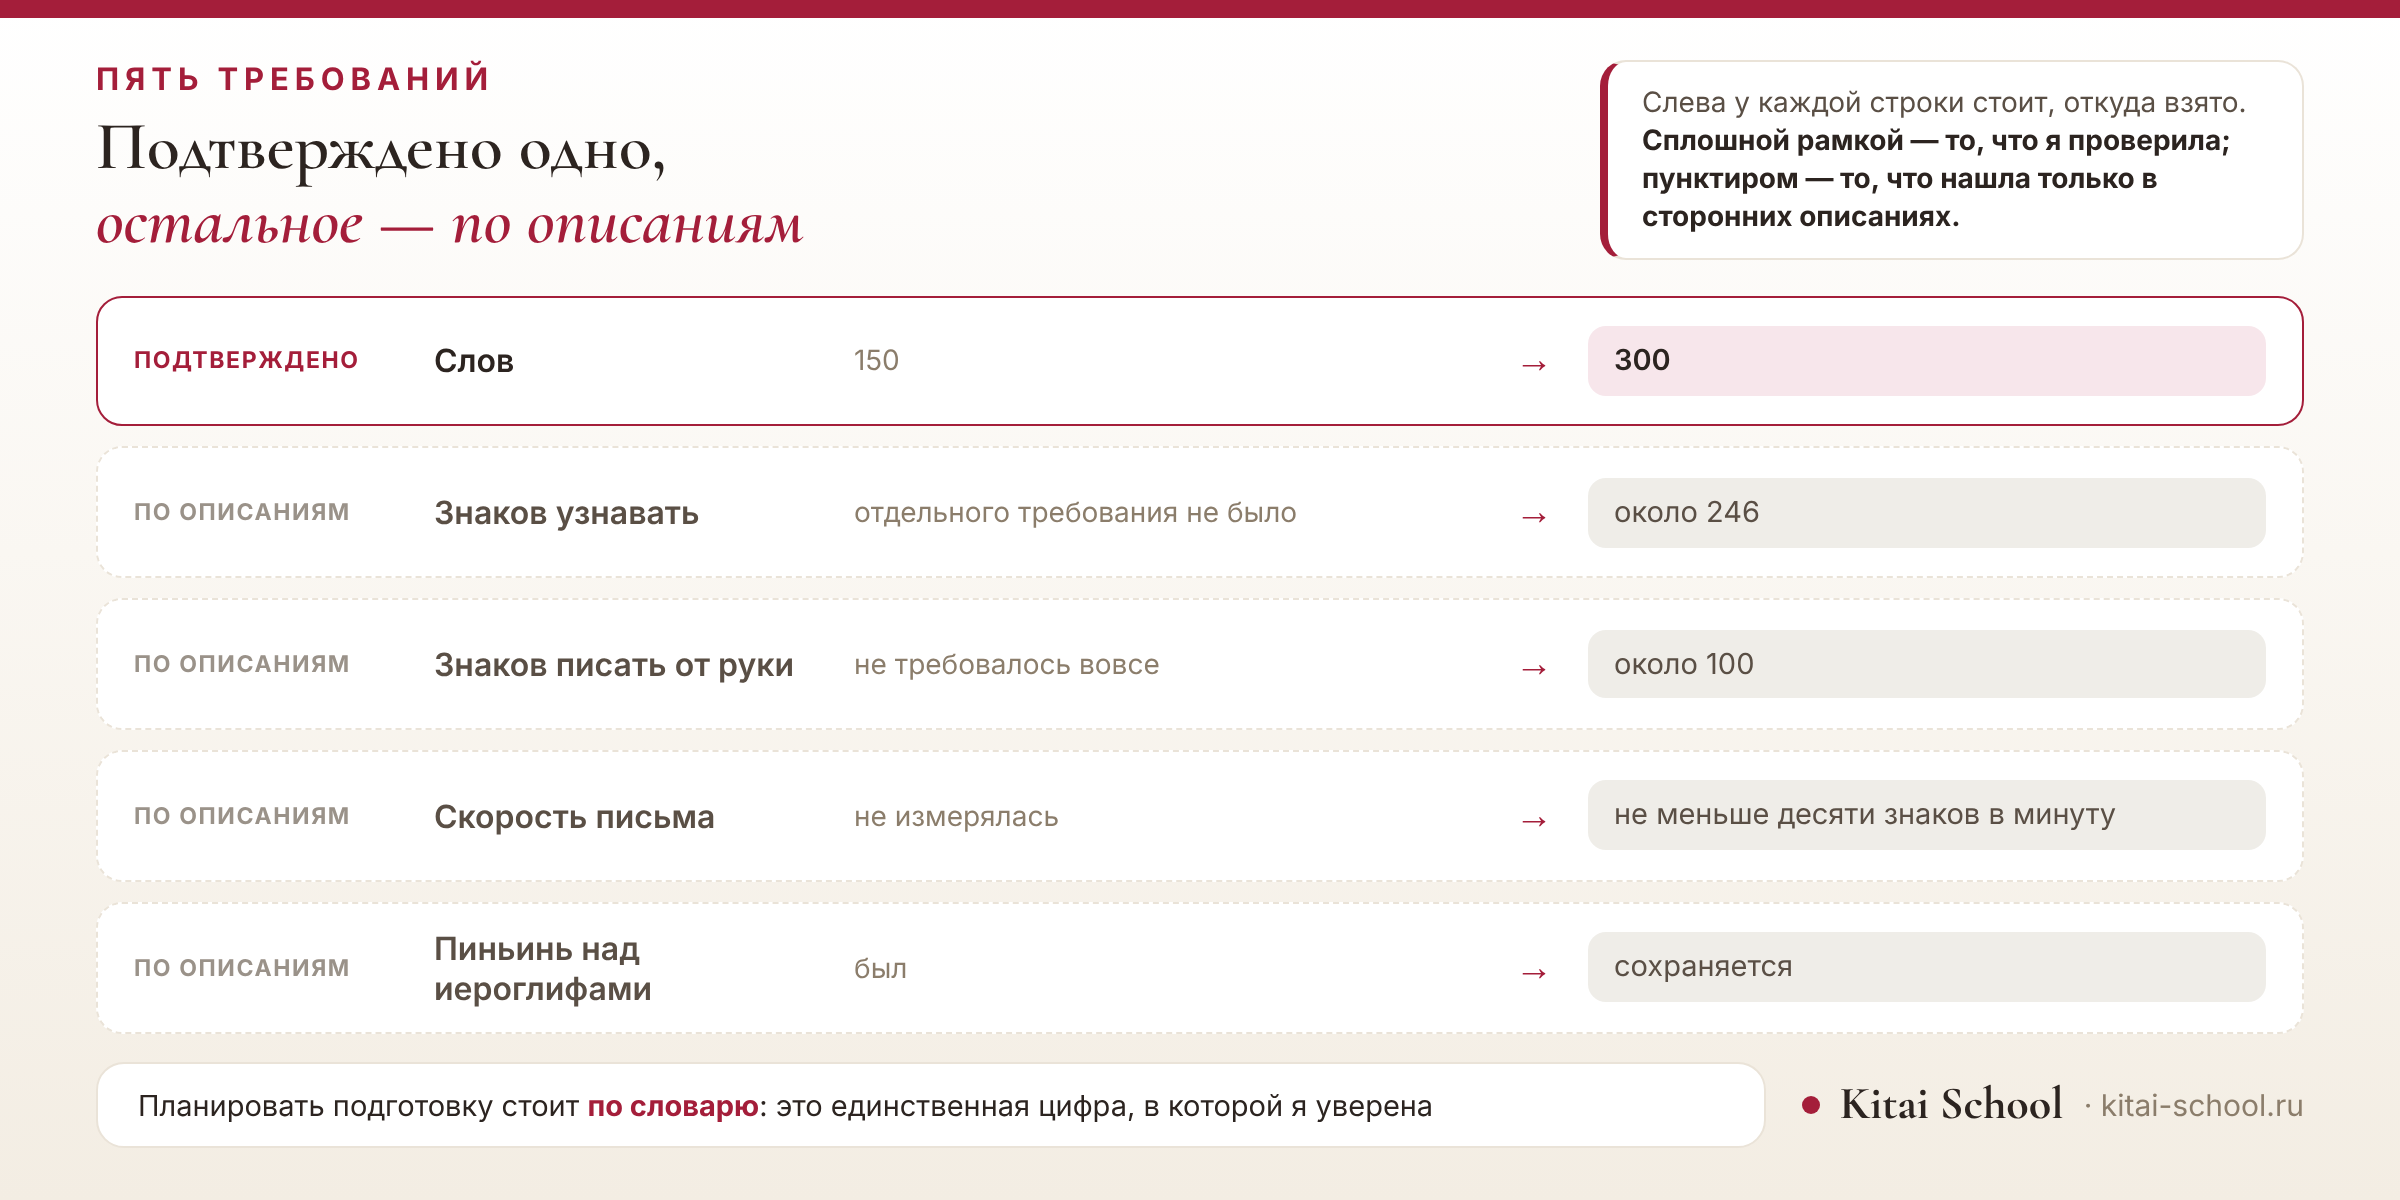 ПЯТЬ ТРЕБОВАНИЙ
Подтверждено одно,
остальное — по описаниям
Слева у каждой строки стоит, откуда взято.
Сплошной рамкой — то, что я проверила;
пунктиром — то, что нашла только в
сторонних описаниях.
ПОДТВЕРЖДЕНО Слов 150 → 300
ПО ОПИСАНИЯМ Знаков узнавать отдельного требования не было → около 246
ПО ОПИСАНИЯМ Знаков писать от руки не требовалось вовсе → около 100
ПО ОПИСАНИЯМ Скорость письма не измерялась → не меньше десяти знаков в минуту
ПО ОПИСАНИЯМ Пиньинь над
иероглифами был → сохраняется
Планировать подготовку стоит по словарю: это единственная цифра, в которой я уверена
Kitai School · kitai-school.ru